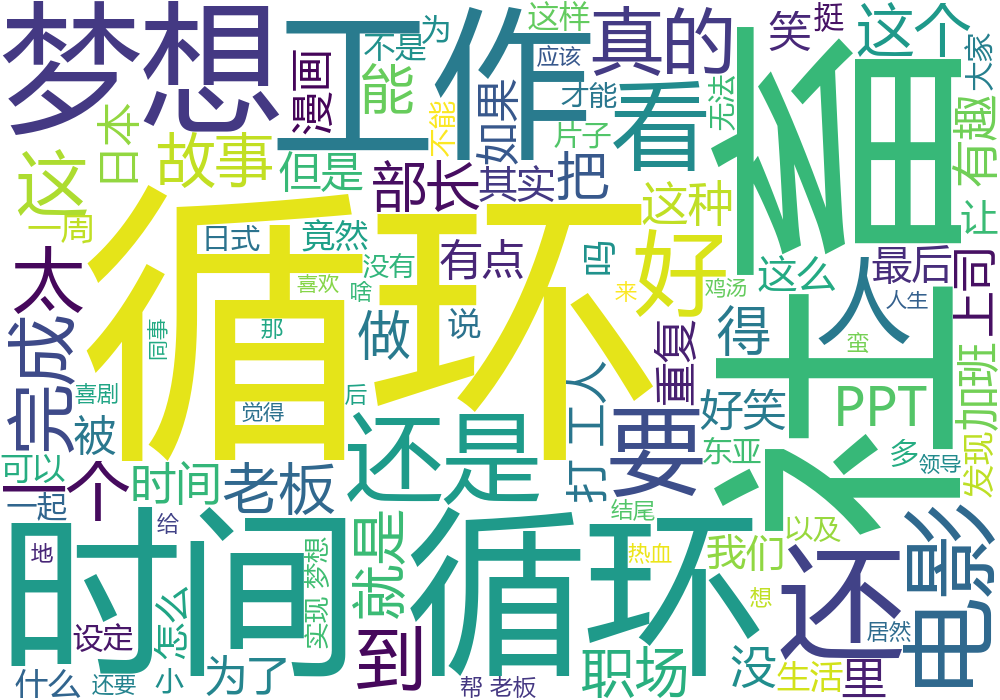 梦想
工作
真的
这样
为
不是
应该
笑
挺
这个
大家
漫画
能
不能
如果
才能
片子
看
无法
社畜
有趣
日本
故事
但是
部长
其实
把
这种
让
这
一周
日式
竟然
没有
有点
吗
好
这么
人
最后
上司
太
循环
喜欢
啥
来
鸡汤
人生
完成
同事
那
做
说
重复
得
蛮
喜剧
觉得
后
打工人
好笑
PPT
加班
被
还是
要
东亚
多
领导
发现
可以
一个
时间
老板
一起
给
结尾
以及
地
时间循环
就是
热血
我们
还
电影
实现 梦想
想
居然
设定
怎么
到
什么
还要
小
为了
帮 老板
职场
没
生活
里